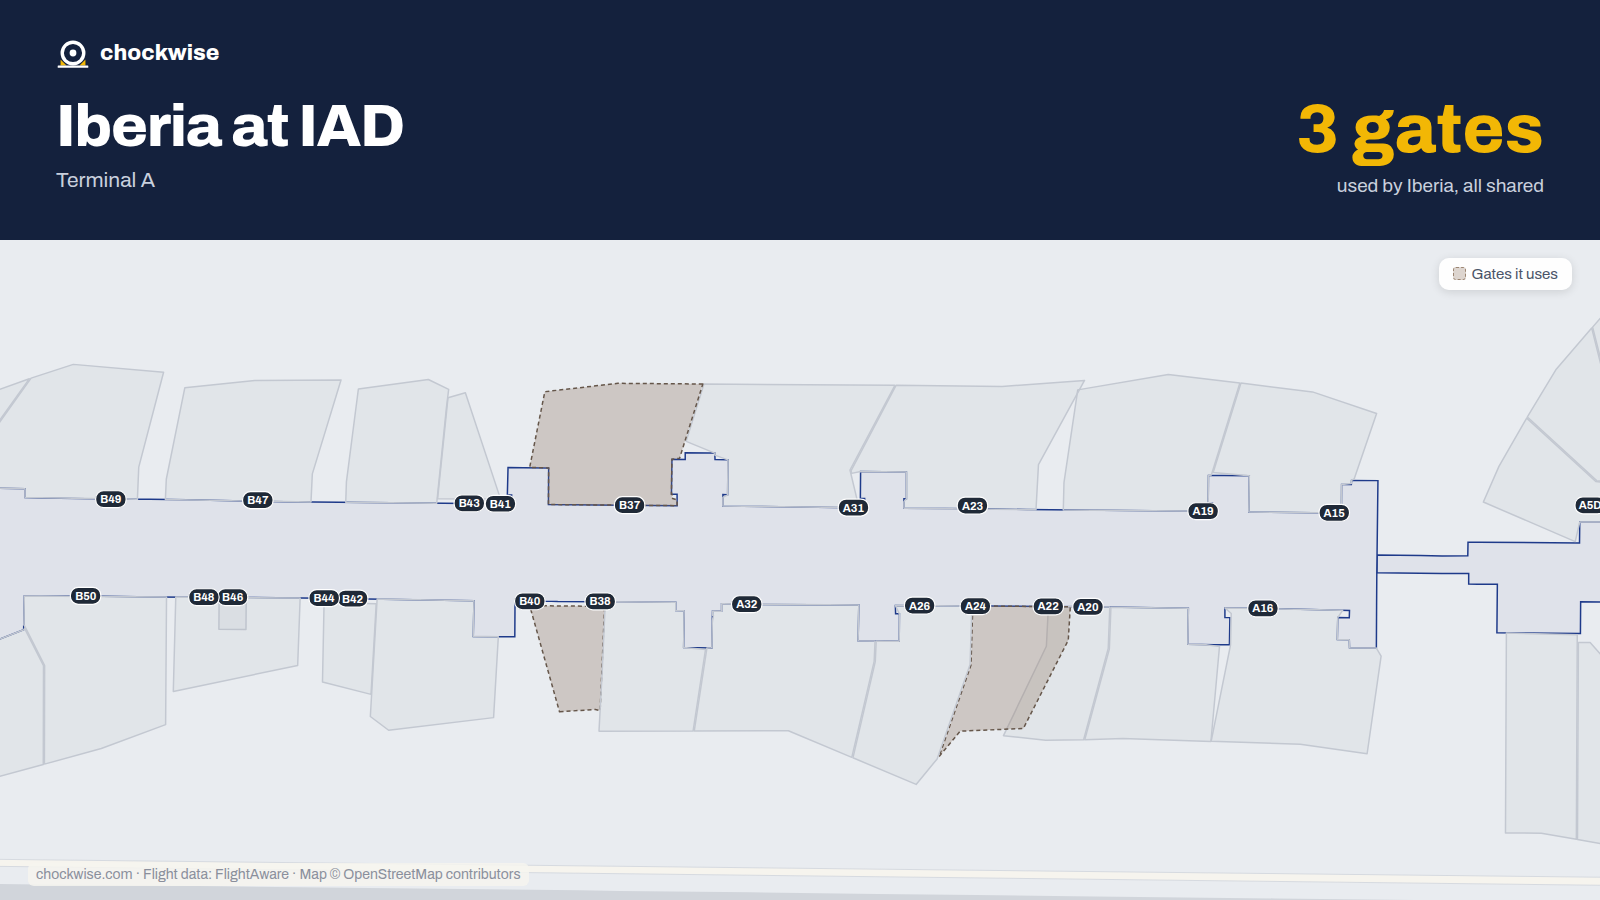 chockwise
Iberia at IAD
Terminal A
3 gates
used by Iberia, all shared
Gates it uses
B49
B47
B43
B41
B37
A31
A23
A19
A15
B50
B48
B46
B44
B42
B40
B38
A32
A26
A24
A22
A20
A16
chockwise.com · Flight data: FlightAware · Map © OpenStreetMap contributors